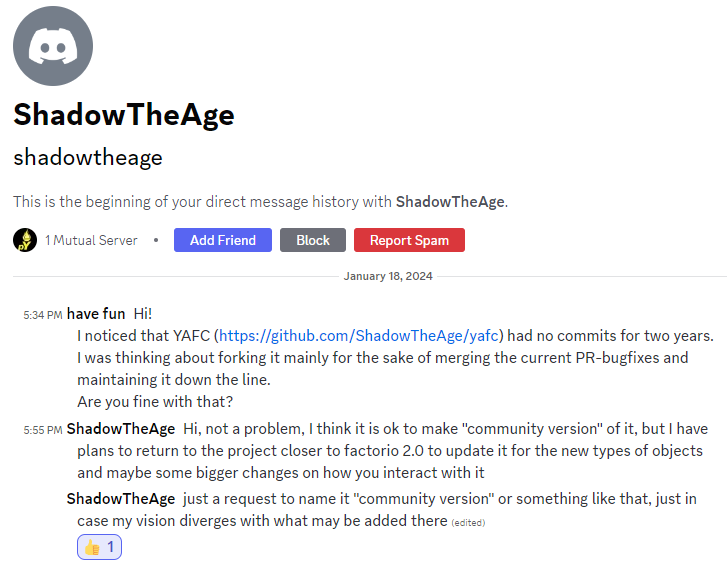 ShadowTheAge
shadowtheage
This is the beginning of your direct message history with ShadowTheAge.
1 Mutual Server • Add Friend Block Report Spam
January 18, 2024
5:34 PM have fun Hi!
I noticed that YAFC (https://github.com/ShadowTheAge/yafc) had no commits for two years.
I was thinking about forking it mainly for the sake of merging the current PR-bugfixes and
maintaining it down the line.
Are you fine with that?
5:55 PM ShadowTheAge Hi, not a problem, I think it is ok to make "community version" of it, but I have
plans to return to the project closer to factorio 2.0 to update it for the new types of objects
and maybe some bigger changes on how you interact with it
ShadowTheAge just a request to name it "community version" or something like that, just in
case my vision diverges with what may be added there (edited)
👍 1